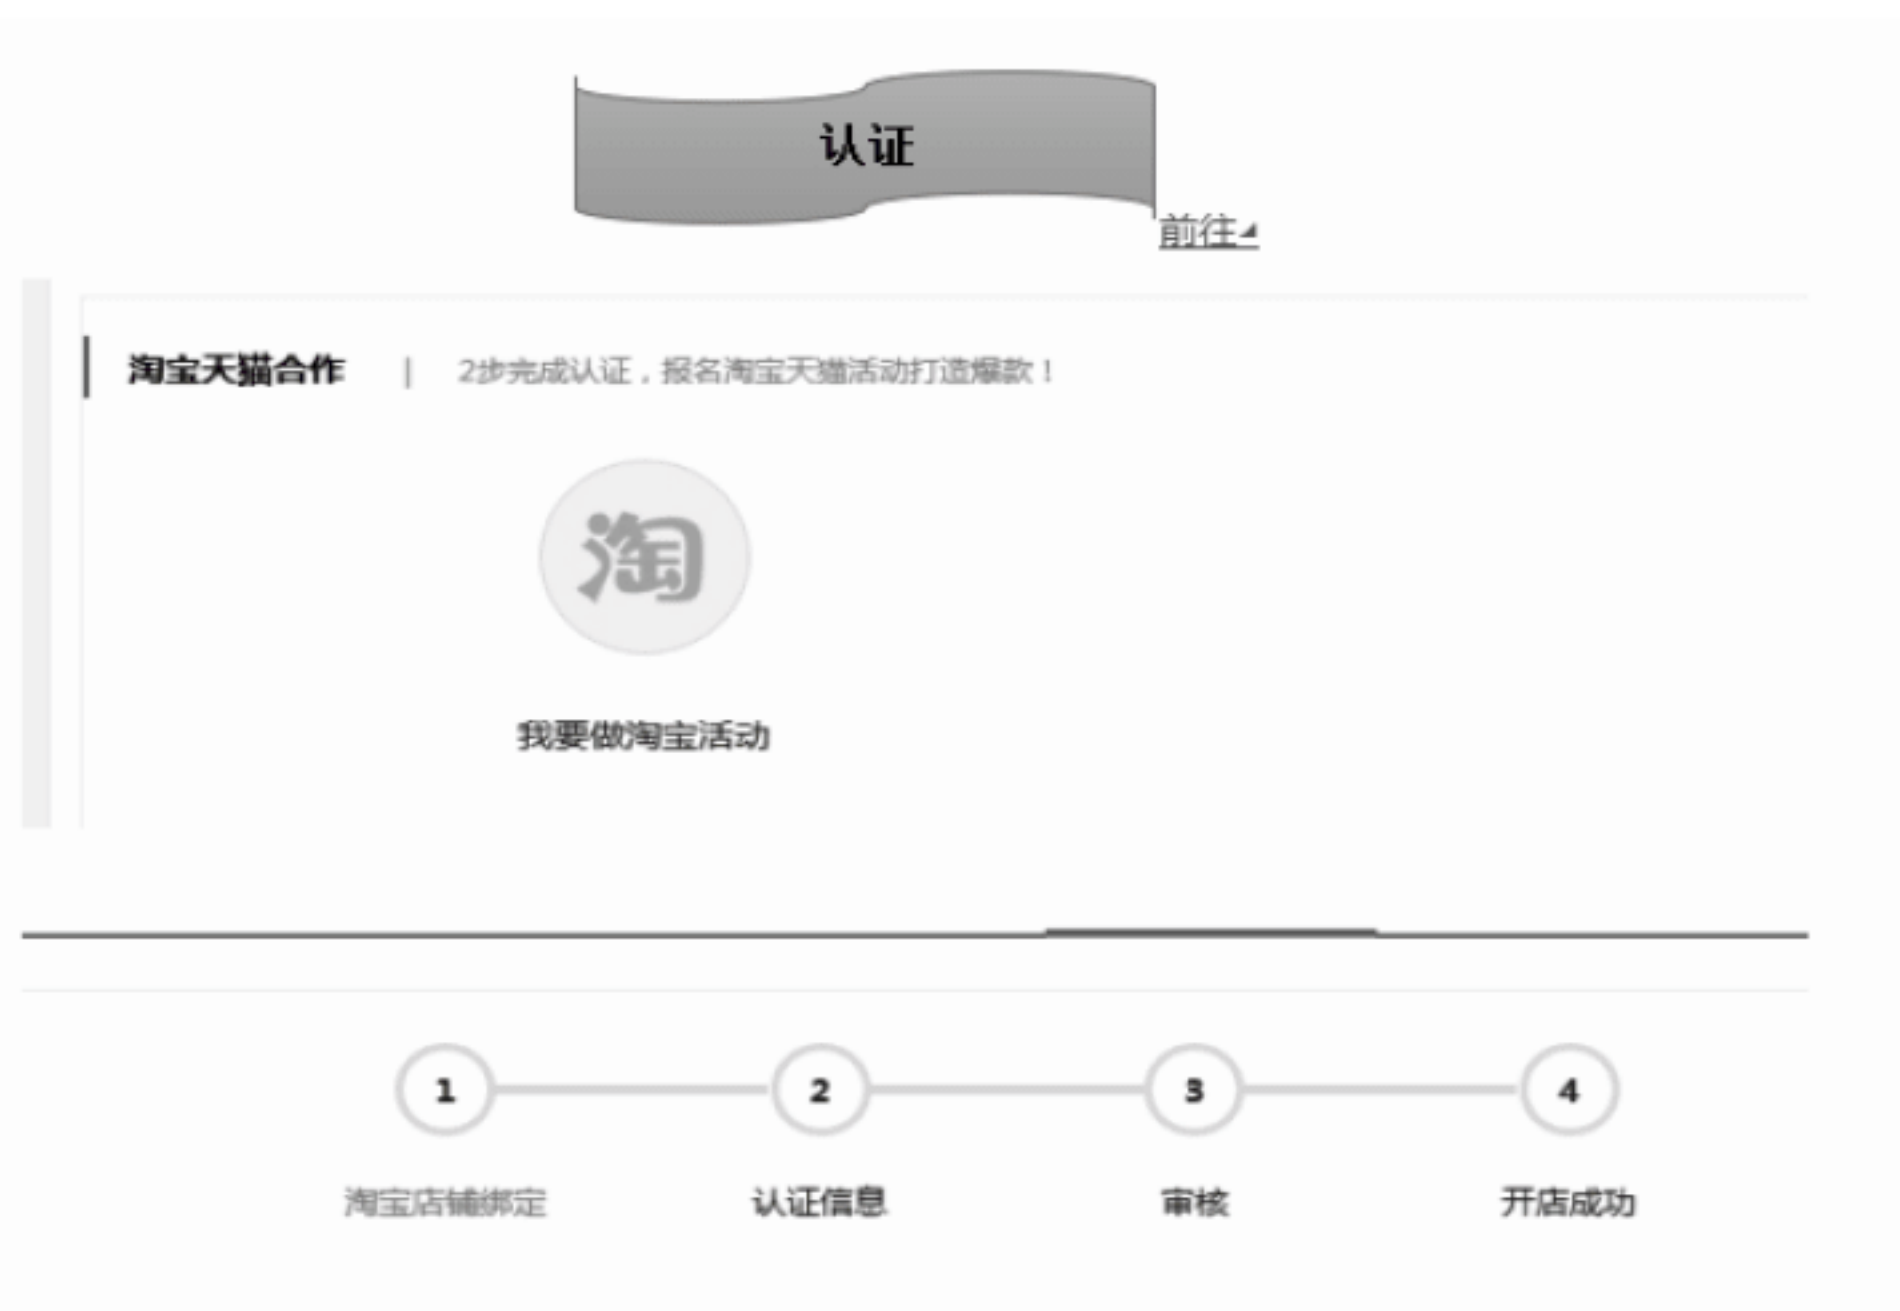 认证
前往
淘宝天猫合作 | 2步完成认证，报名淘宝天猫活动打造爆款！
淘
我要做淘宝活动
1 2 3 4
淘宝店铺绑定 认证信息 审核 开店成功